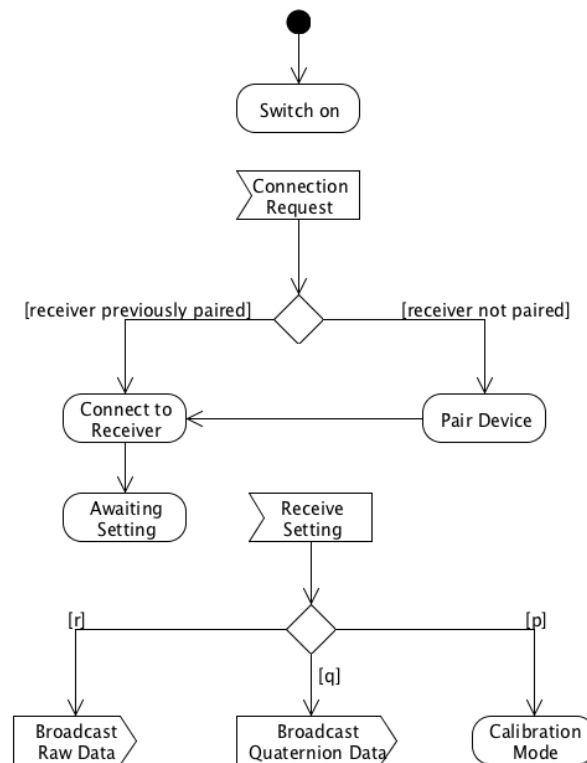 Switch on
Connection
Request
[receiver previously paired]
[receiver not paired]
Connect to
Receiver
Pair Device
Awaiting
Setting
Receive
Setting
[r]
[p]
[q]
Broadcast
Raw Data
Broadcast
Quaternion Data
Calibration
Mode